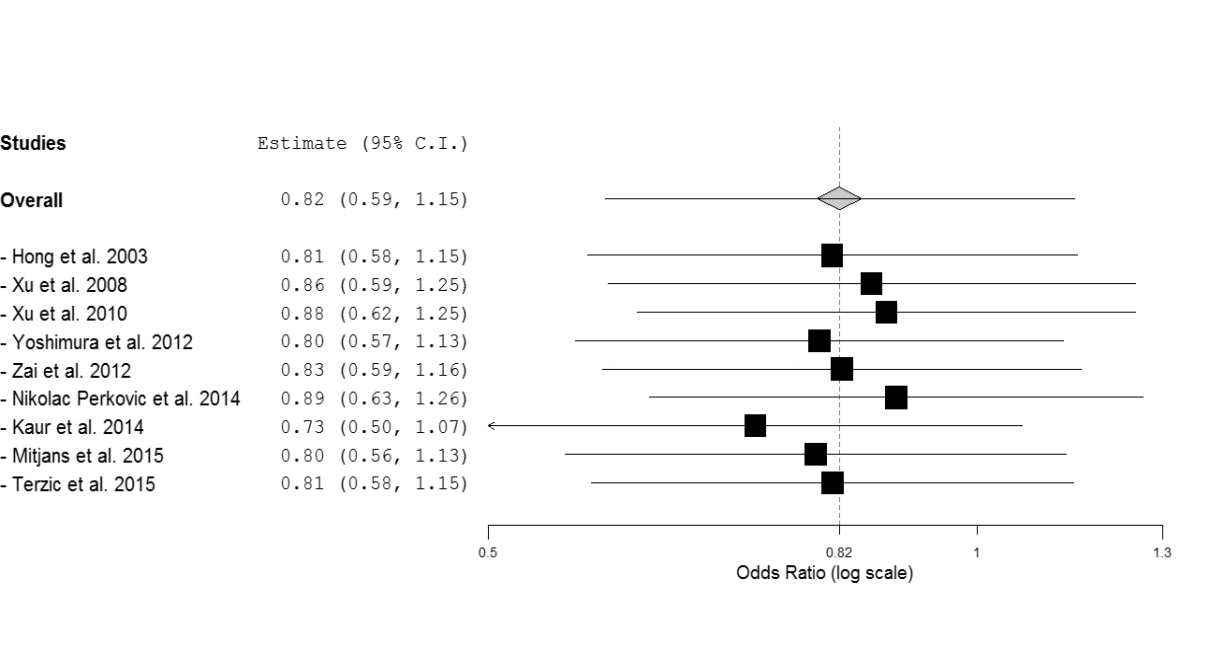 Studies Estimate (95% C.I.)
Overall 0.82 (0.59, 1.15)
- Hong et al. 2003 0.81 (0.58, 1.15)
- Xu et al. 2008 0.86 (0.59, 1.25)
- Xu et al. 2010 0.88 (0.62, 1.25)
- Yoshimura et al. 2012 0.80 (0.57, 1.13)
- Zai et al. 2012 0.83 (0.59, 1.16)
- Nikolac Perkovic et al. 2014 0.89 (0.63, 1.26)
- Kaur et al. 2014 0.73 (0.50, 1.07)
- Mitjans et al. 2015 0.80 (0.56, 1.13)
- Terzic et al. 2015 0.81 (0.58, 1.15)
0.5 0.82 1 1.3
Odds Ratio (log scale)